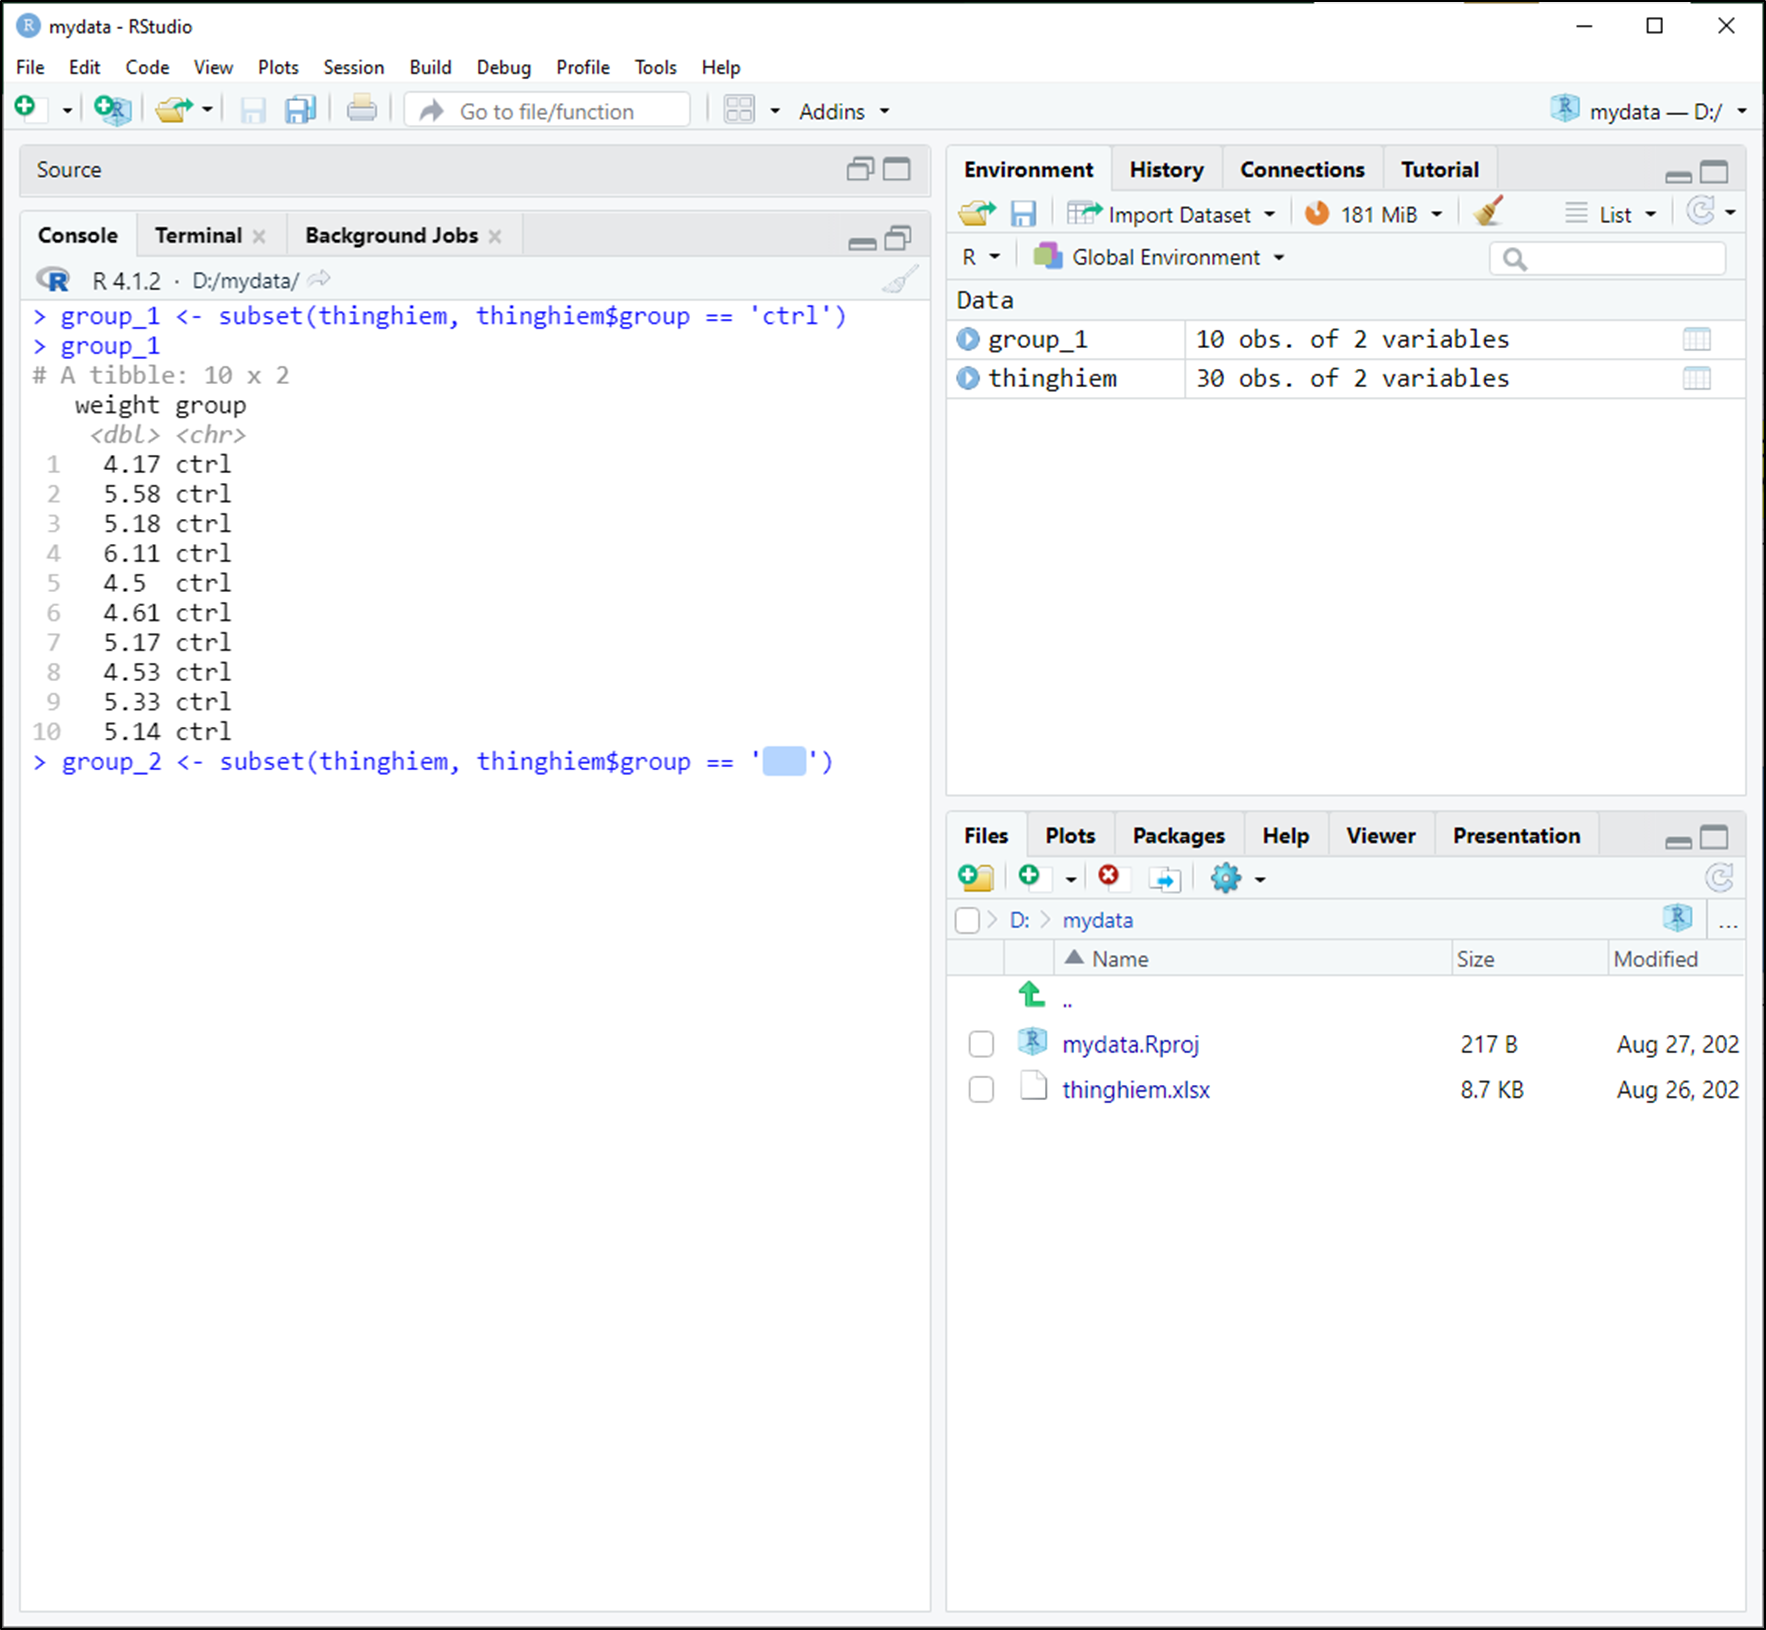 mydata - RStudio
File Edit Code View Plots Session Build Debug Profile Tools Help
Go to file/function Addins mydata — D:/
Source
Console Terminal Background Jobs
R 4.1.2 · D:/mydata/
> group_1 <- subset(thinghiem, thinghiem$group == 'ctrl')
> group_1
# A tibble: 10 x 2
weight group
<dbl> <chr>
1 4.17 ctrl
2 5.58 ctrl
3 5.18 ctrl
4 6.11 ctrl
5 4.5 ctrl
6 4.61 ctrl
7 5.17 ctrl
8 4.53 ctrl
9 5.33 ctrl
10 5.14 ctrl
> group_2 <- subset(thinghiem, thinghiem$group == ' ')
Environment History Connections Tutorial
Import Dataset 181 MiB List
R Global Environment
Data
group_1 10 obs. of 2 variables
thinghiem 30 obs. of 2 variables
Files Plots Packages Help Viewer Presentation
D: mydata ...
Name Size Modified
..
mydata.Rproj 217 B Aug 27, 202
thinghiem.xlsx 8.7 KB Aug 26, 202